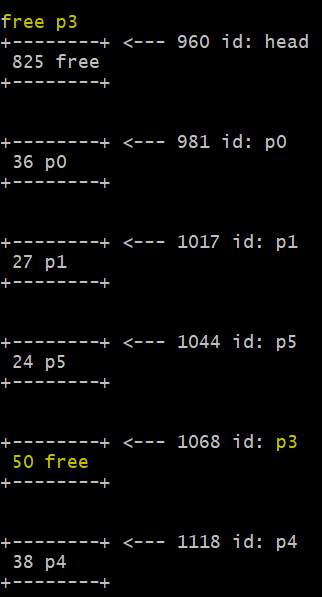 free p3
+--------+ <--- 960 id: head
825 free
+--------+
+--------+ <--- 981 id: p0
36 p0
+--------+
+--------+ <--- 1017 id: p1
27 p1
+--------+
+--------+ <--- 1044 id: p5
24 p5
+--------+
+--------+ <--- 1068 id: p3
50 free
+--------+
+--------+ <--- 1118 id: p4
38 p4
+--------+